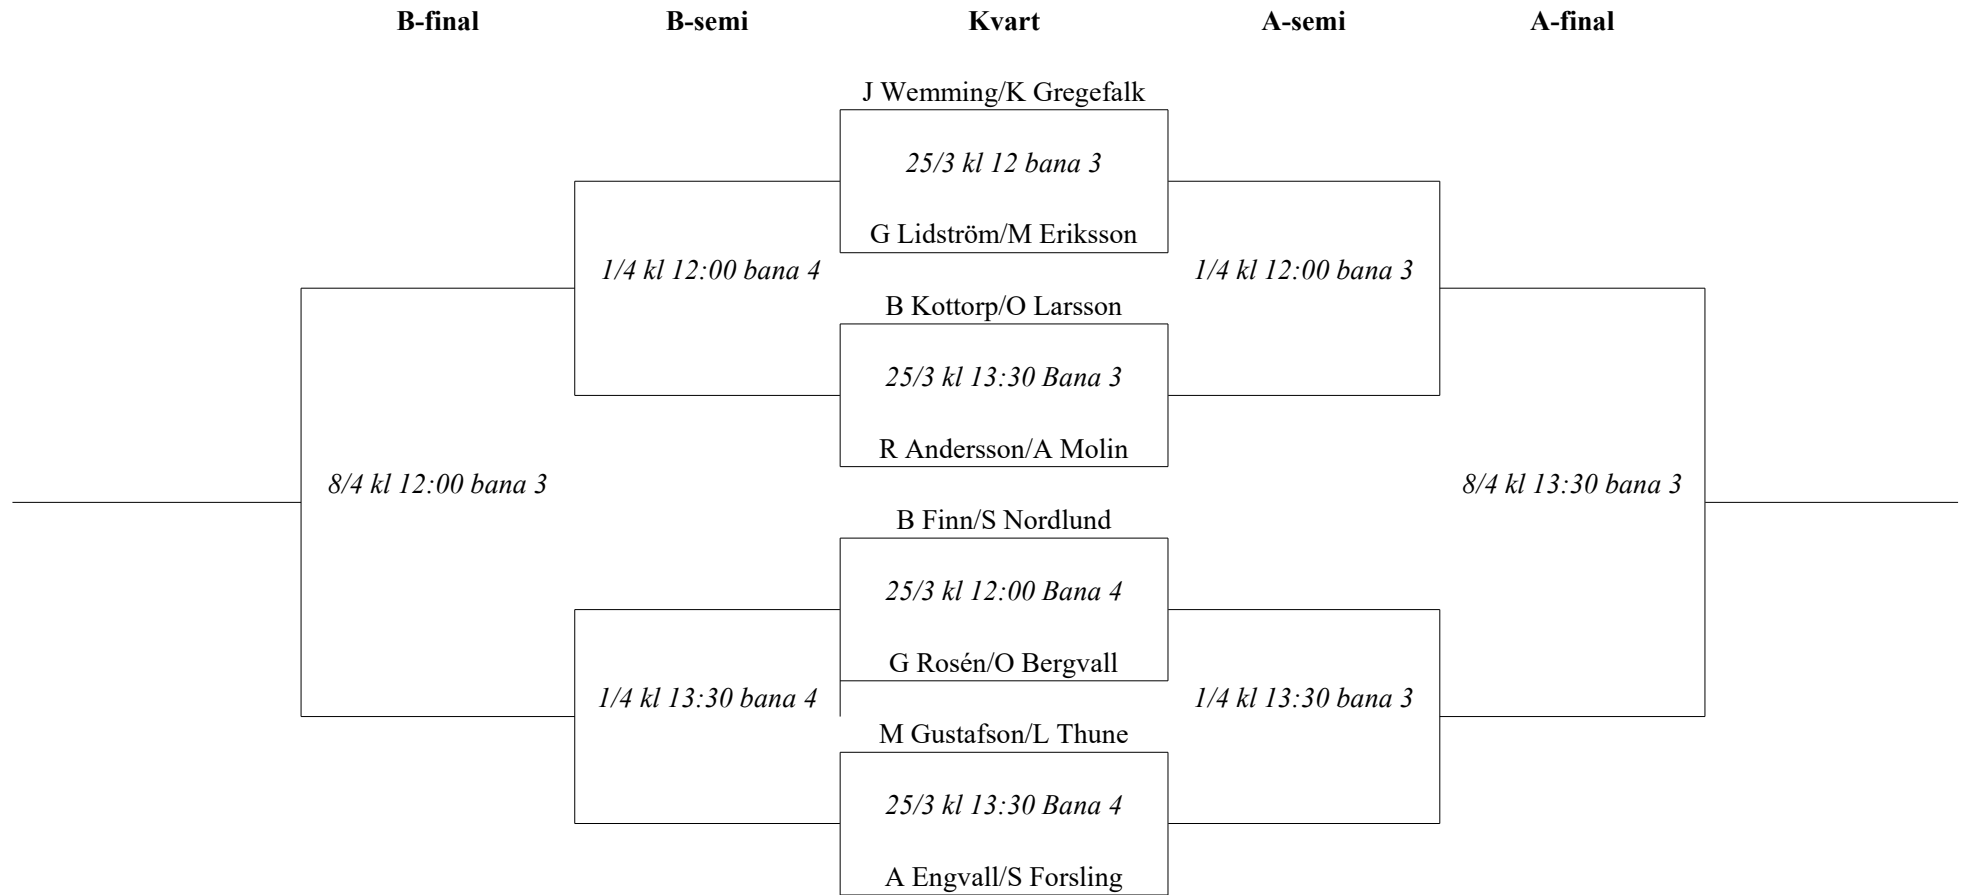 B-final B-semi Kvart A-semi A-final
J Wemming/K Gregefalk
25/3 kl 12 bana 3
G Lidström/M Eriksson
1/4 kl 12:00 bana 4 1/4 kl 12:00 bana 3
B Kottorp/O Larsson
25/3 kl 13:30 Bana 3
R Andersson/A Molin
8/4 kl 12:00 bana 3 8/4 kl 13:30 bana 3
B Finn/S Nordlund
25/3 kl 12:00 Bana 4
G Rosén/O Bergvall
1/4 kl 13:30 bana 4 1/4 kl 13:30 bana 3
M Gustafson/L Thune
25/3 kl 13:30 Bana 4
A Engvall/S Forsling